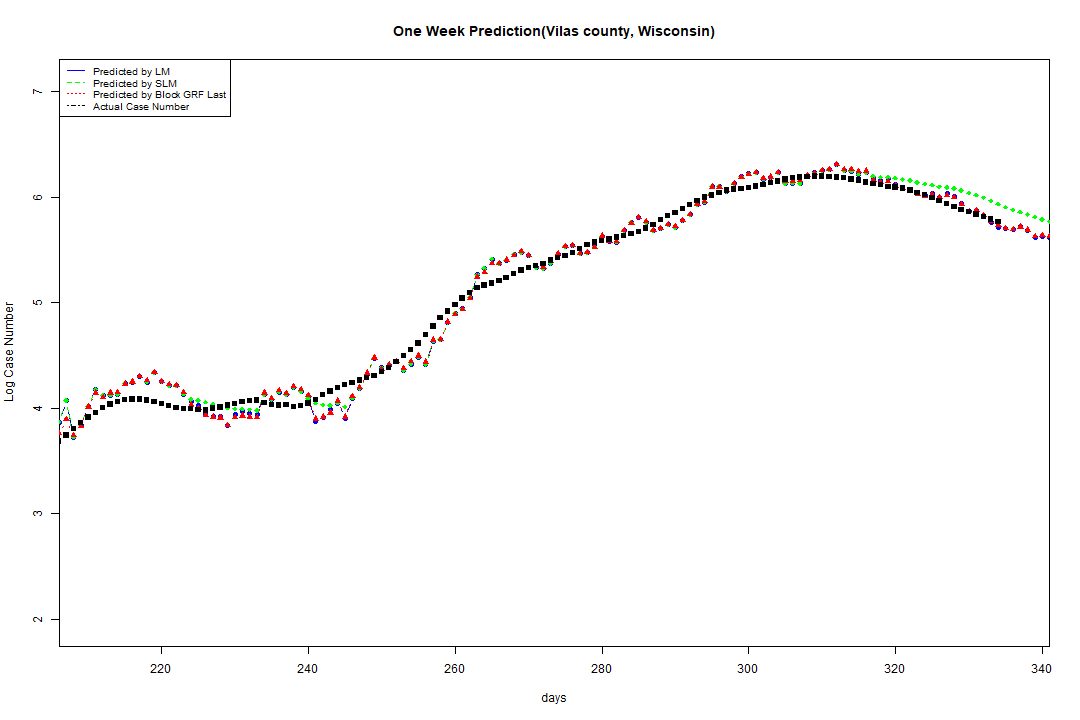 One Week Prediction(Vilas county, Wisconsin)
Predicted by LM
Predicted by SLM
Predicted by Block GRF Last
Actual Case Number
7
6
5
4
3
2
Log Case Number
220 240 260 280 300 320 340
days